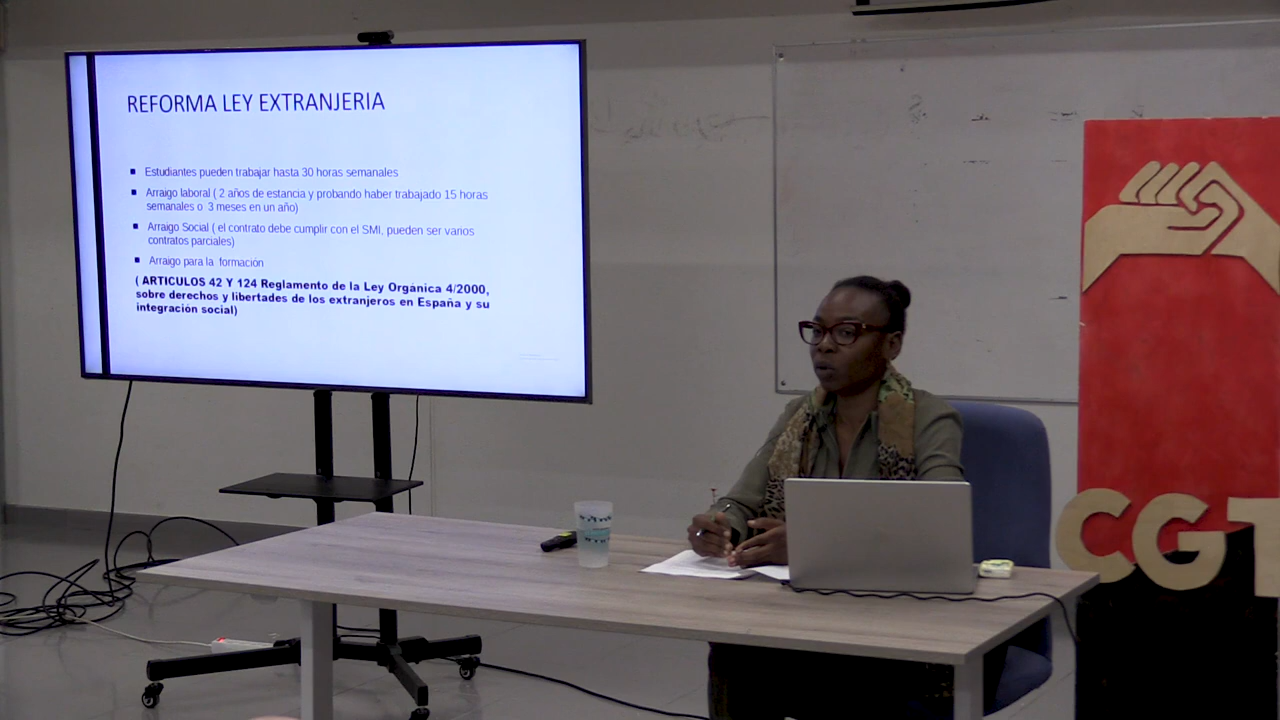 REFORMA LEY EXTRANJERIA
Estudiantes pueden trabajar hasta 30 horas semanales
Arraigo laboral ( 2 años de estancia y probando haber trabajado 15 horas
semanales o 3 meses en un año)
Arraigo Social ( el contrato debe cumplir con el SMI, pueden ser varios
contratos parciales)
Arraigo para la formación
( ARTICULOS 42 Y 124 Reglamento de la Ley Orgánica 4/2000,
sobre derechos y libertades de los extranjeros en España y su
integración social)
CGT